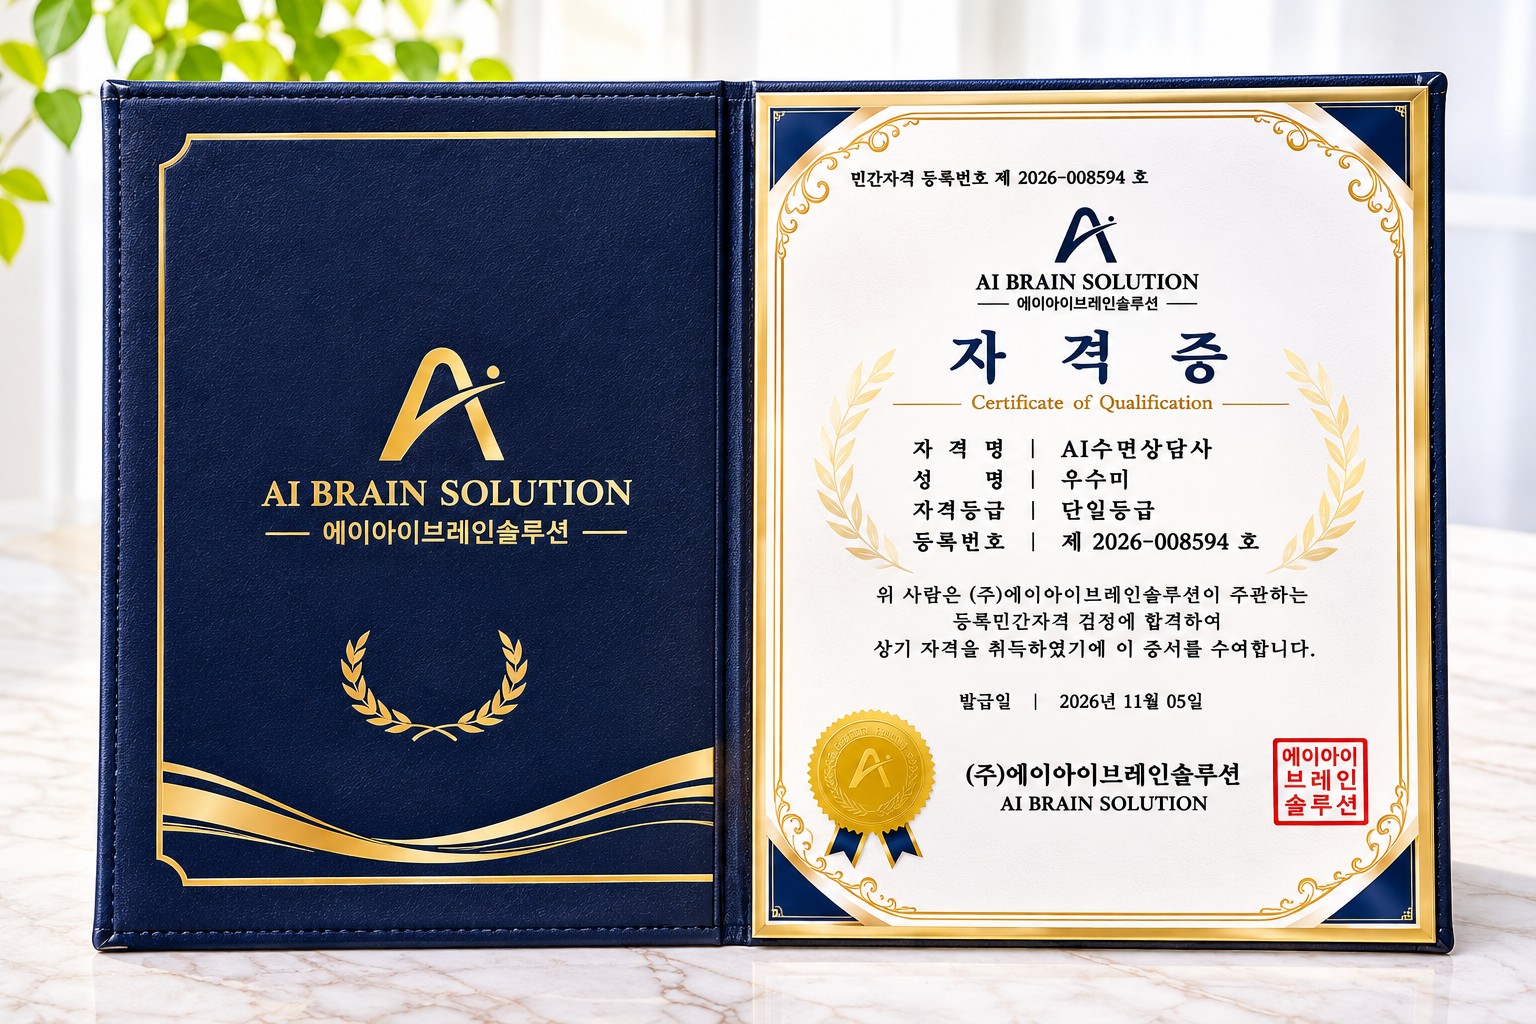 AI BRAIN SOLUTION
에이아이브레인솔루션
민간자격 등록번호 제 2026-008594 호
AI BRAIN SOLUTION
에이아이브레인솔루션
자 격 증
Certificate of Qualification
자 격 명 | AI수면상담사
성 명 | 우수미
자격등급 | 단일등급
등록번호 | 제 2026-008594 호
위 사람은 (주)에이아이브레인솔루션이 주관하는
등록민간자격 검정에 합격하여
상기 자격을 취득하였기에 이 증서를 수여합니다.
발급일 | 2026년 11월 05일
(주)에이아이브레인솔루션
AI BRAIN SOLUTION
에이아이
브레인
솔루션